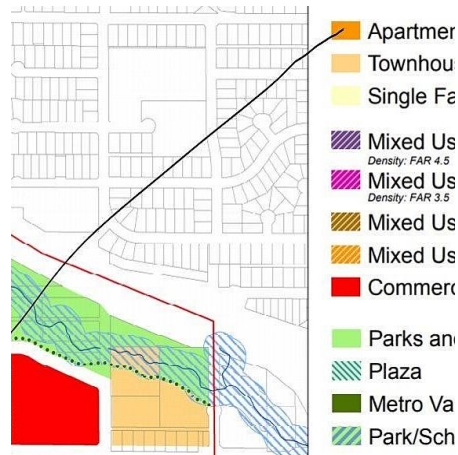 Apartmen
Townhous
Single Fa
Mixed Us
Density: FAR 4.5
Mixed Us
Density: FAR 3.5
Mixed Us
Mixed Us
Commerc
Parks and
Plaza
Metro Va
Park/Sch